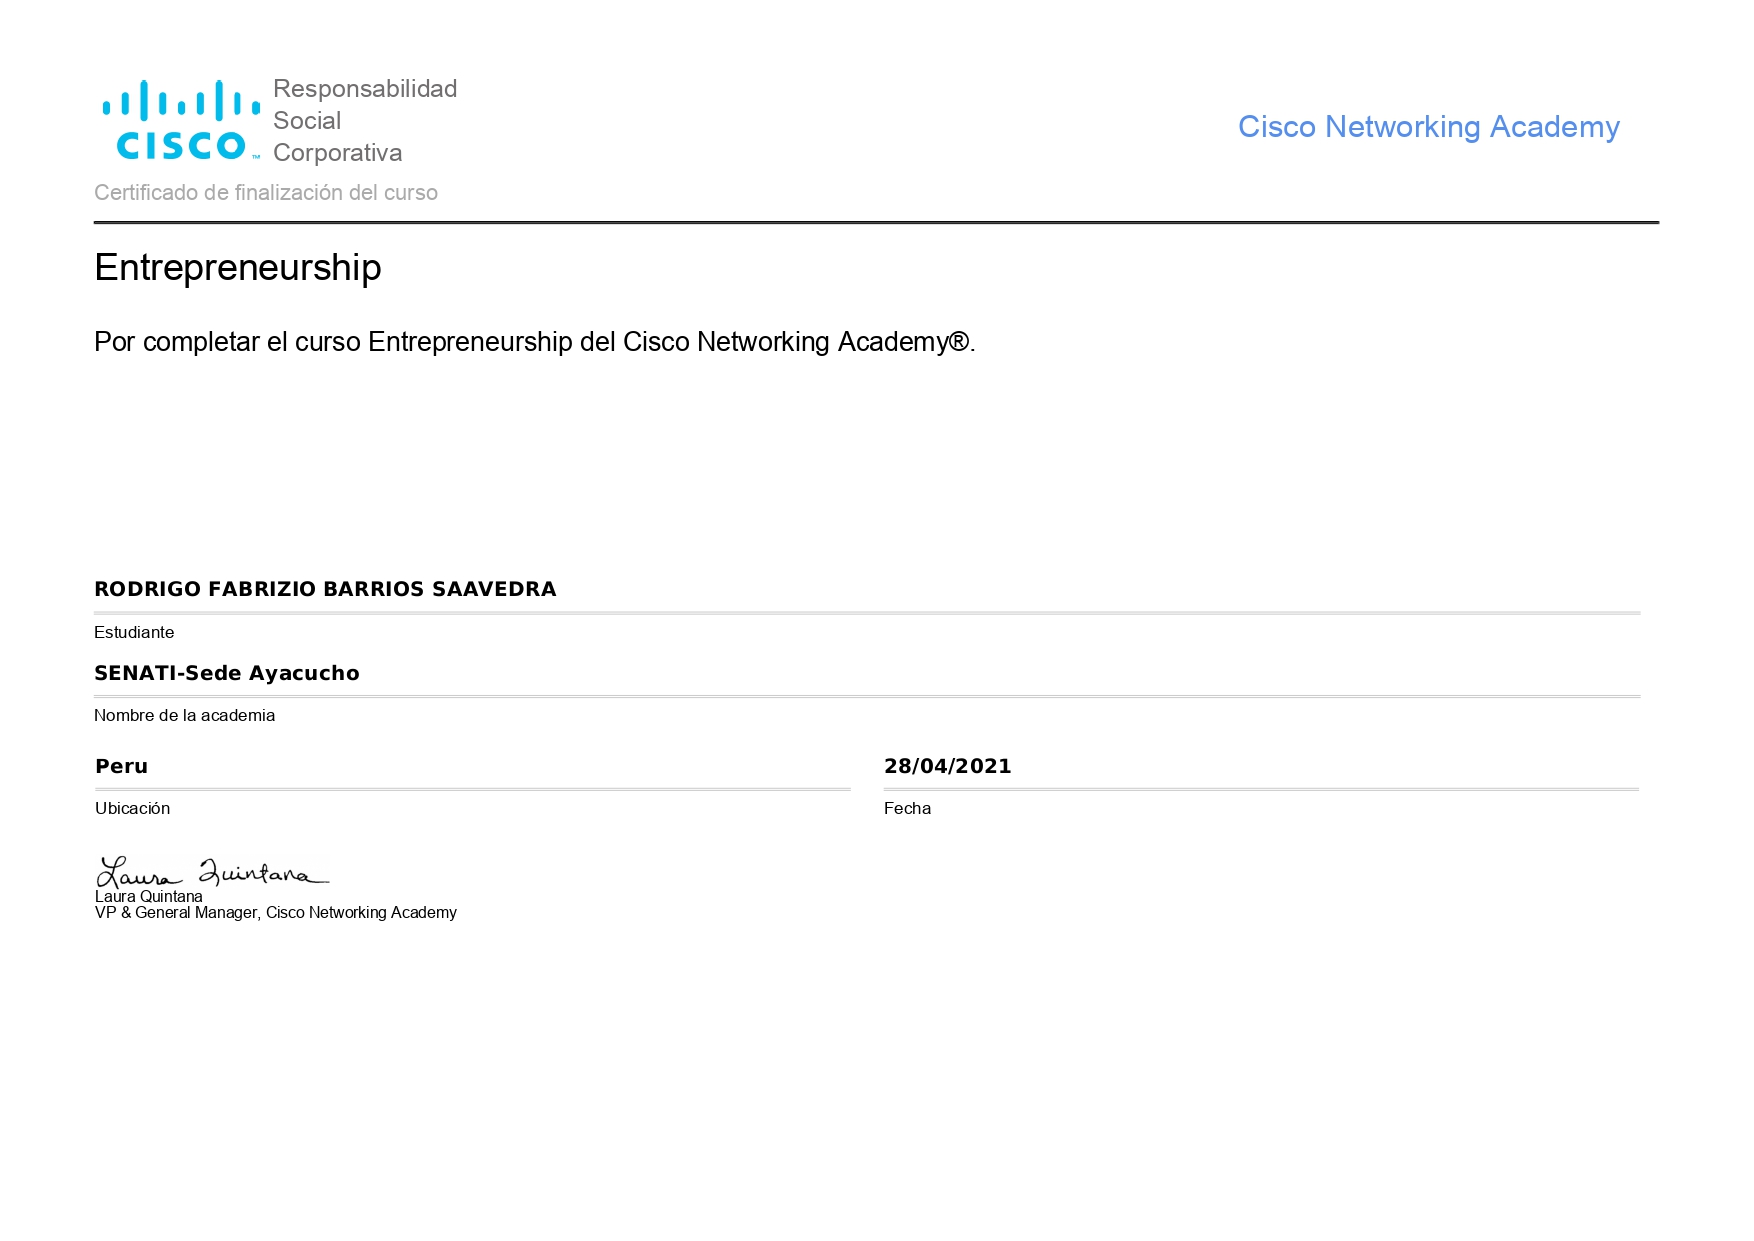 Responsabilidad
Social
Corporativa
CISCO™
Cisco Networking Academy
Certificado de finalización del curso
Entrepreneurship
Por completar el curso Entrepreneurship del Cisco Networking Academy®.
RODRIGO FABRIZIO BARRIOS SAAVEDRA
Estudiante
SENATI-Sede Ayacucho
Nombre de la academia
Peru
Ubicación
28/04/2021
Fecha
Laura Quintana
Laura Quintana
VP & General Manager, Cisco Networking Academy